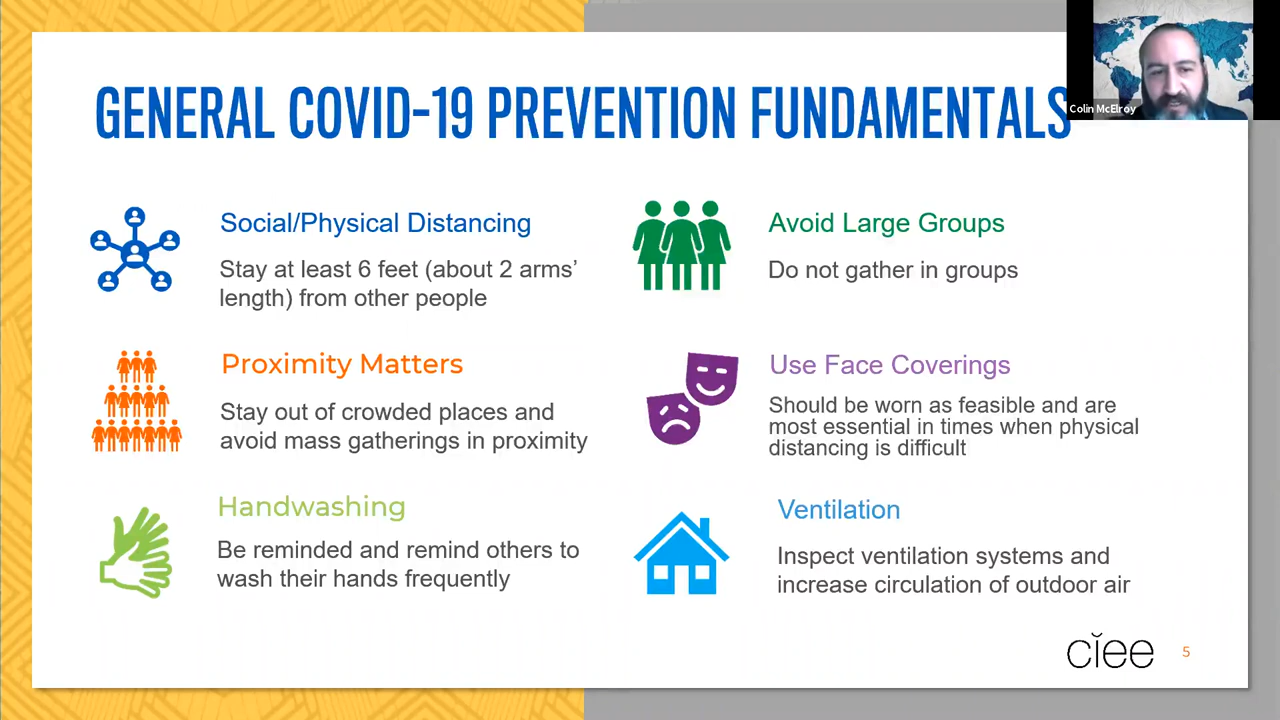 GENERAL COVID-19 PREVENTION FUNDAMENTALS
Colin McElroy
Social/Physical Distancing
Stay at least 6 feet (about 2 arms’
length) from other people
Avoid Large Groups
Do not gather in groups
Proximity Matters
Stay out of crowded places and
avoid mass gatherings in proximity
Use Face Coverings
Should be worn as feasible and are
most essential in times when physical
distancing is difficult
Handwashing
Be reminded and remind others to
wash their hands frequently
Ventilation
Inspect ventilation systems and
increase circulation of outdoor air
ciee
5